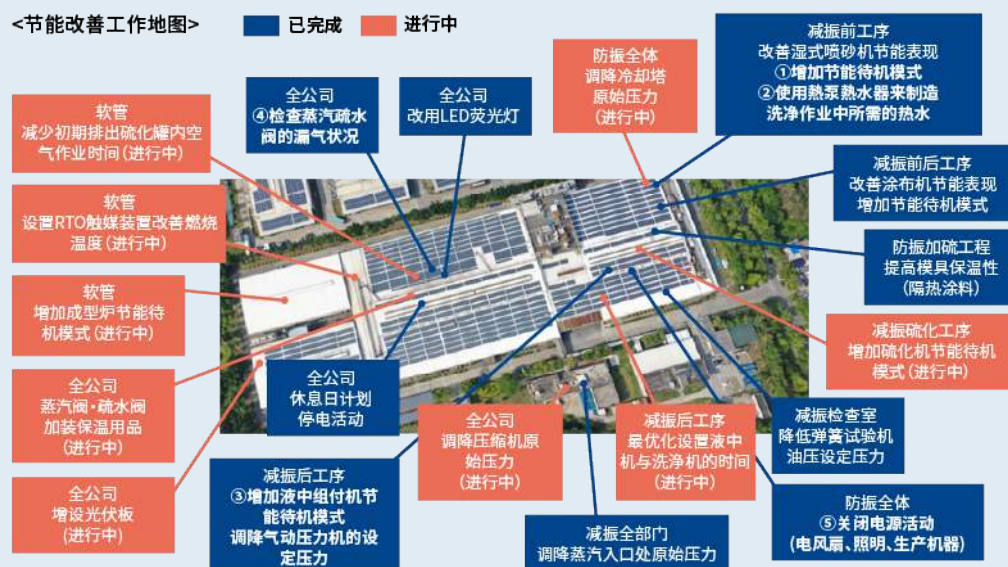 <节能改善工作地图>
已完成
进行中
减振前工序
改善湿式喷砂机节能表现
①增加节能待机模式
②使用热泵热水器来制造
洗净作业中所需的热水
防振全体
调降冷却塔
原始压力
(进行中)
全公司
④检查蒸汽疏水
阀的漏气状况
全公司
改用LED荧光灯
软管
减少初期排出硫化罐内空
气作业时间(进行中)
减振前后工序
改善涂布机节能表现
增加节能待机模式
软管
设置RTO触媒装置改善燃烧
温度(进行中)
防振加硫工程
提高模具保温性
(隔热涂料)
软管
增加成型炉节能待
机模式(进行中)
减振硫化工序
增加硫化机节能待机
模式(进行中)
全公司
蒸汽阀·疏水阀
加装保温用品
(进行中)
全公司
休息日计划
停电活动
全公司
调降压缩机原
始压力
(进行中)
减振后工序
最优化设置液中
机与洗净机的时间
(进行中)
减振检查室
降低弹簧试验机
油压设定压力
全公司
增设光伏板
(进行中)
减振后工序
③增加液中组付机节
能待机模式
调降气动压力机的设
定压力
减振全部门
调降蒸汽入口处原始压力
防振全体
⑤关闭电源活动
(电风扇、照明、生产机器)